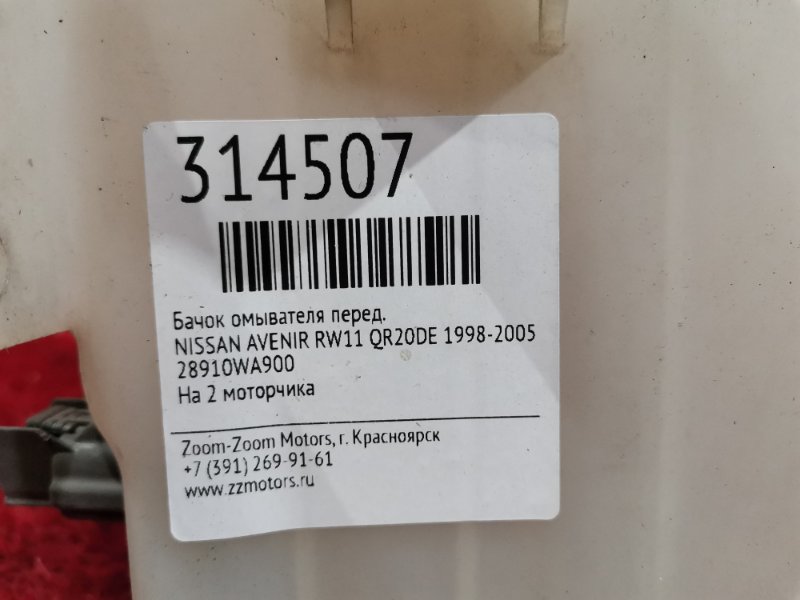 314507
Бачок омывателя перед.
NISSAN AVENIR RW11 QR20DE 1998-2005
28910WA900
На 2 моторчика
Zoom-Zoom Motors, г. Красноярск
+7 (391) 269-91-61
www.zzmotors.ru